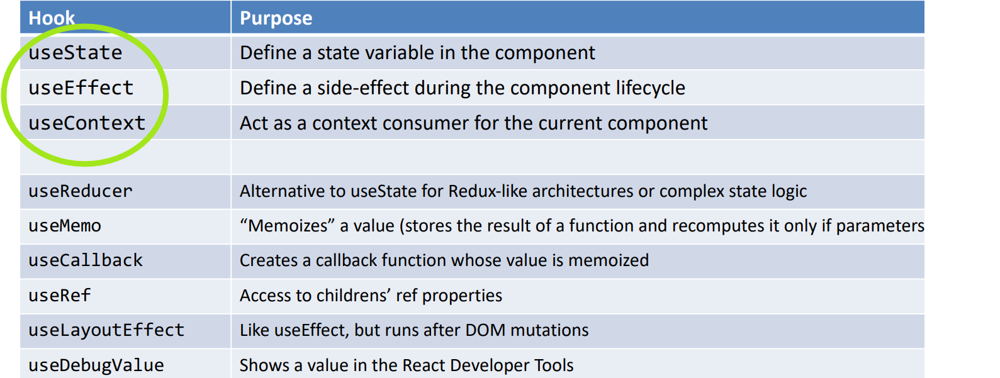 Hook Purpose
useState Define a state variable in the component
useEffect Define a side-effect during the component lifecycle
useContext Act as a context consumer for the current component
useReducer Alternative to useState for Redux-like architectures or complex state logic
useMemo “Memoizes” a value (stores the result of a function and recomputes it only if parameters
useCallback Creates a callback function whose value is memoized
useRef Access to childrens’ ref properties
useLayoutEffect Like useEffect, but runs after DOM mutations
useDebugValue Shows a value in the React Developer Tools